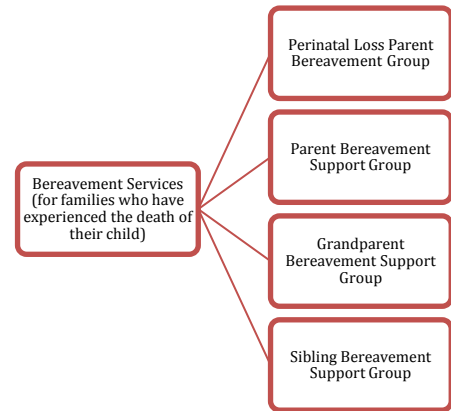 Perinatal Loss Parent
Bereavement Group
Parent Bereavement
Support Group
Bereavement Services
(for families who have
experienced the death of
their child)
Grandparent
Bereavement Support
Group
Sibling Bereavement
Support Group